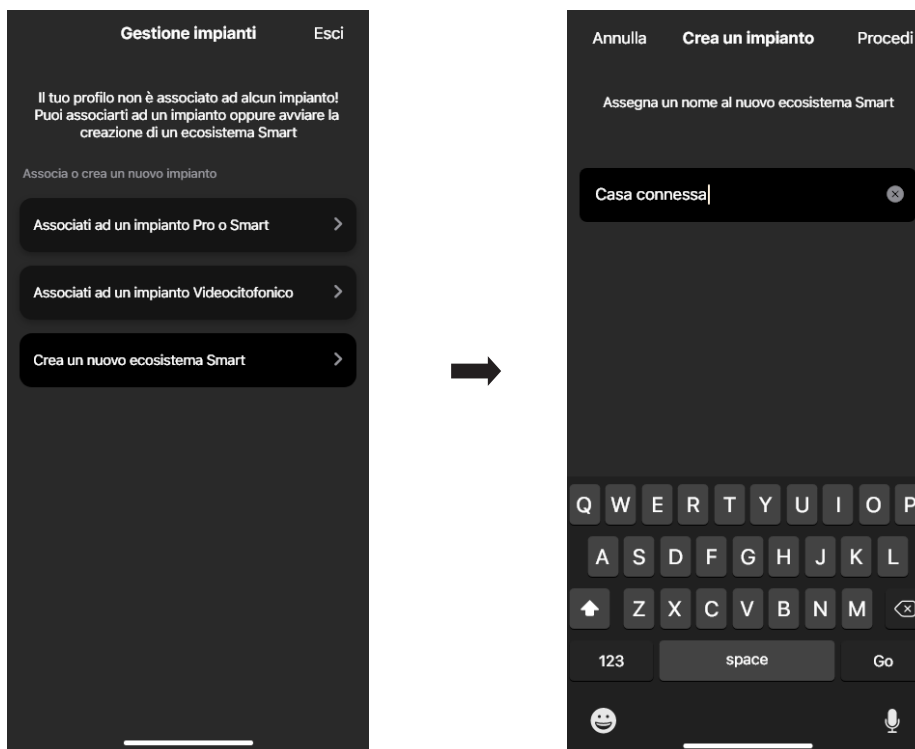 Gestione impianti Esci
Il tuo profilo non è associato ad alcun impianto!
Puoi associarti ad un impianto oppure avviare la
creazione di un ecosistema Smart
Associa o crea un nuovo impianto
Associati ad un impianto Pro o Smart
Associati ad un impianto Videocitofonico
Crea un nuovo ecosistema Smart
Annulla Crea un impianto Procedi
Assegna un nome al nuovo ecosistema Smart
Casa connessa
Q W E R T Y U I O P
A S D F G H J K L
Z X C V B N M
123 space Go